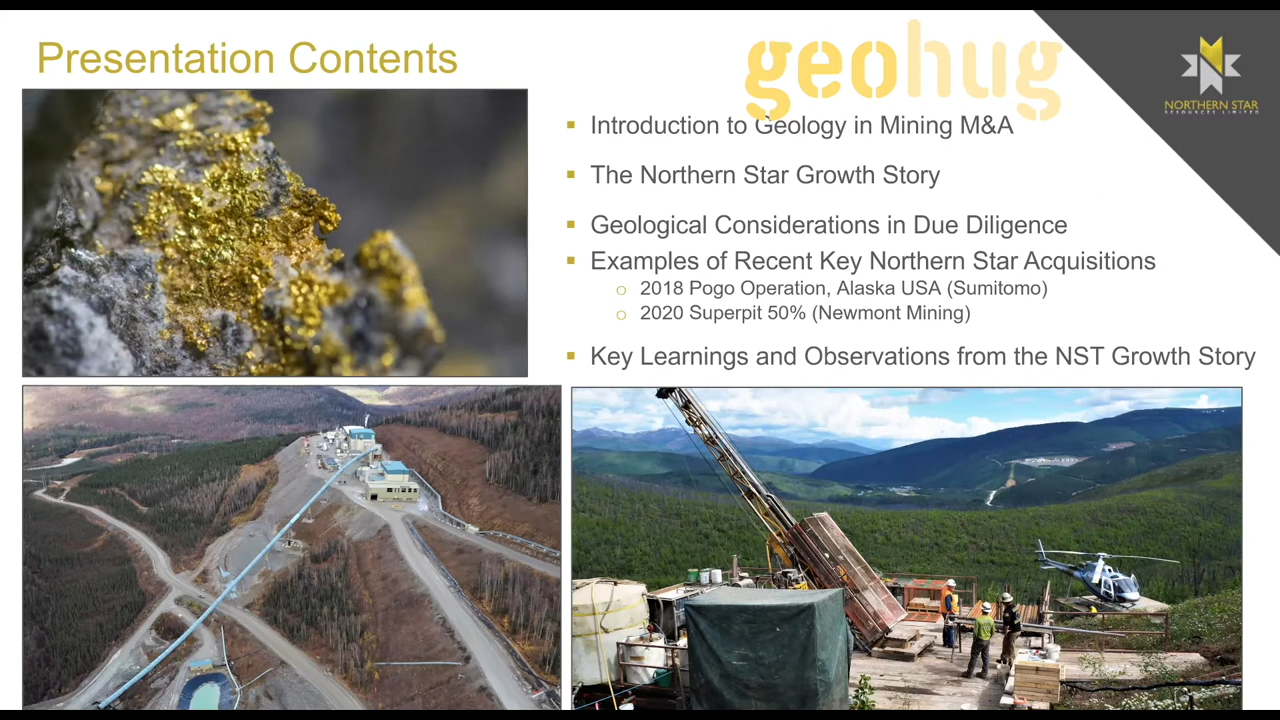 Presentation Contents
geohug
NORTHERN STAR
RESOURCES LIMITED
Introduction to Geology in Mining M&A
The Northern Star Growth Story
Geological Considerations in Due Diligence
Examples of Recent Key Northern Star Acquisitions
2018 Pogo Operation, Alaska USA (Sumitomo)
2020 Superpit 50% (Newmont Mining)
Key Learnings and Observations from the NST Growth Story